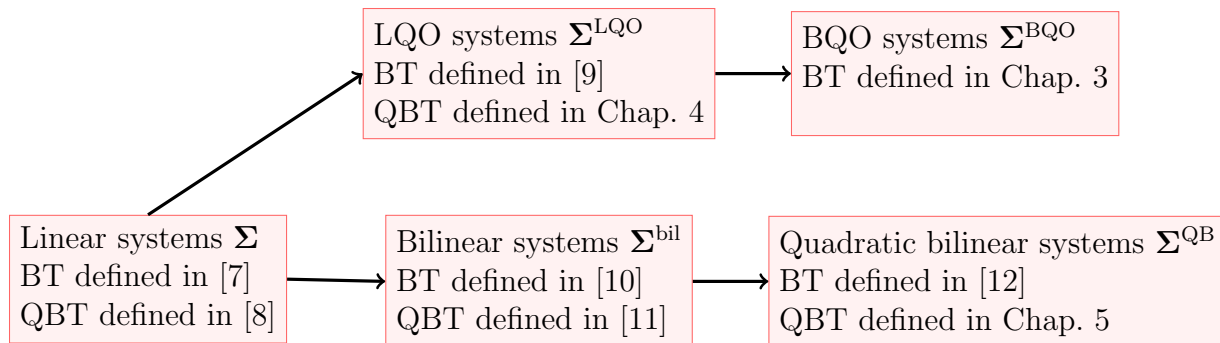 LQO systems Σ^LQO
BT defined in [9]
QBT defined in Chap. 4
BQO systems Σ^BQO
BT defined in Chap. 3
Linear systems Σ
BT defined in [7]
QBT defined in [8]
Bilinear systems Σ^bil
BT defined in [10]
QBT defined in [11]
Quadratic bilinear systems Σ^QB
BT defined in [12]
QBT defined in Chap. 5